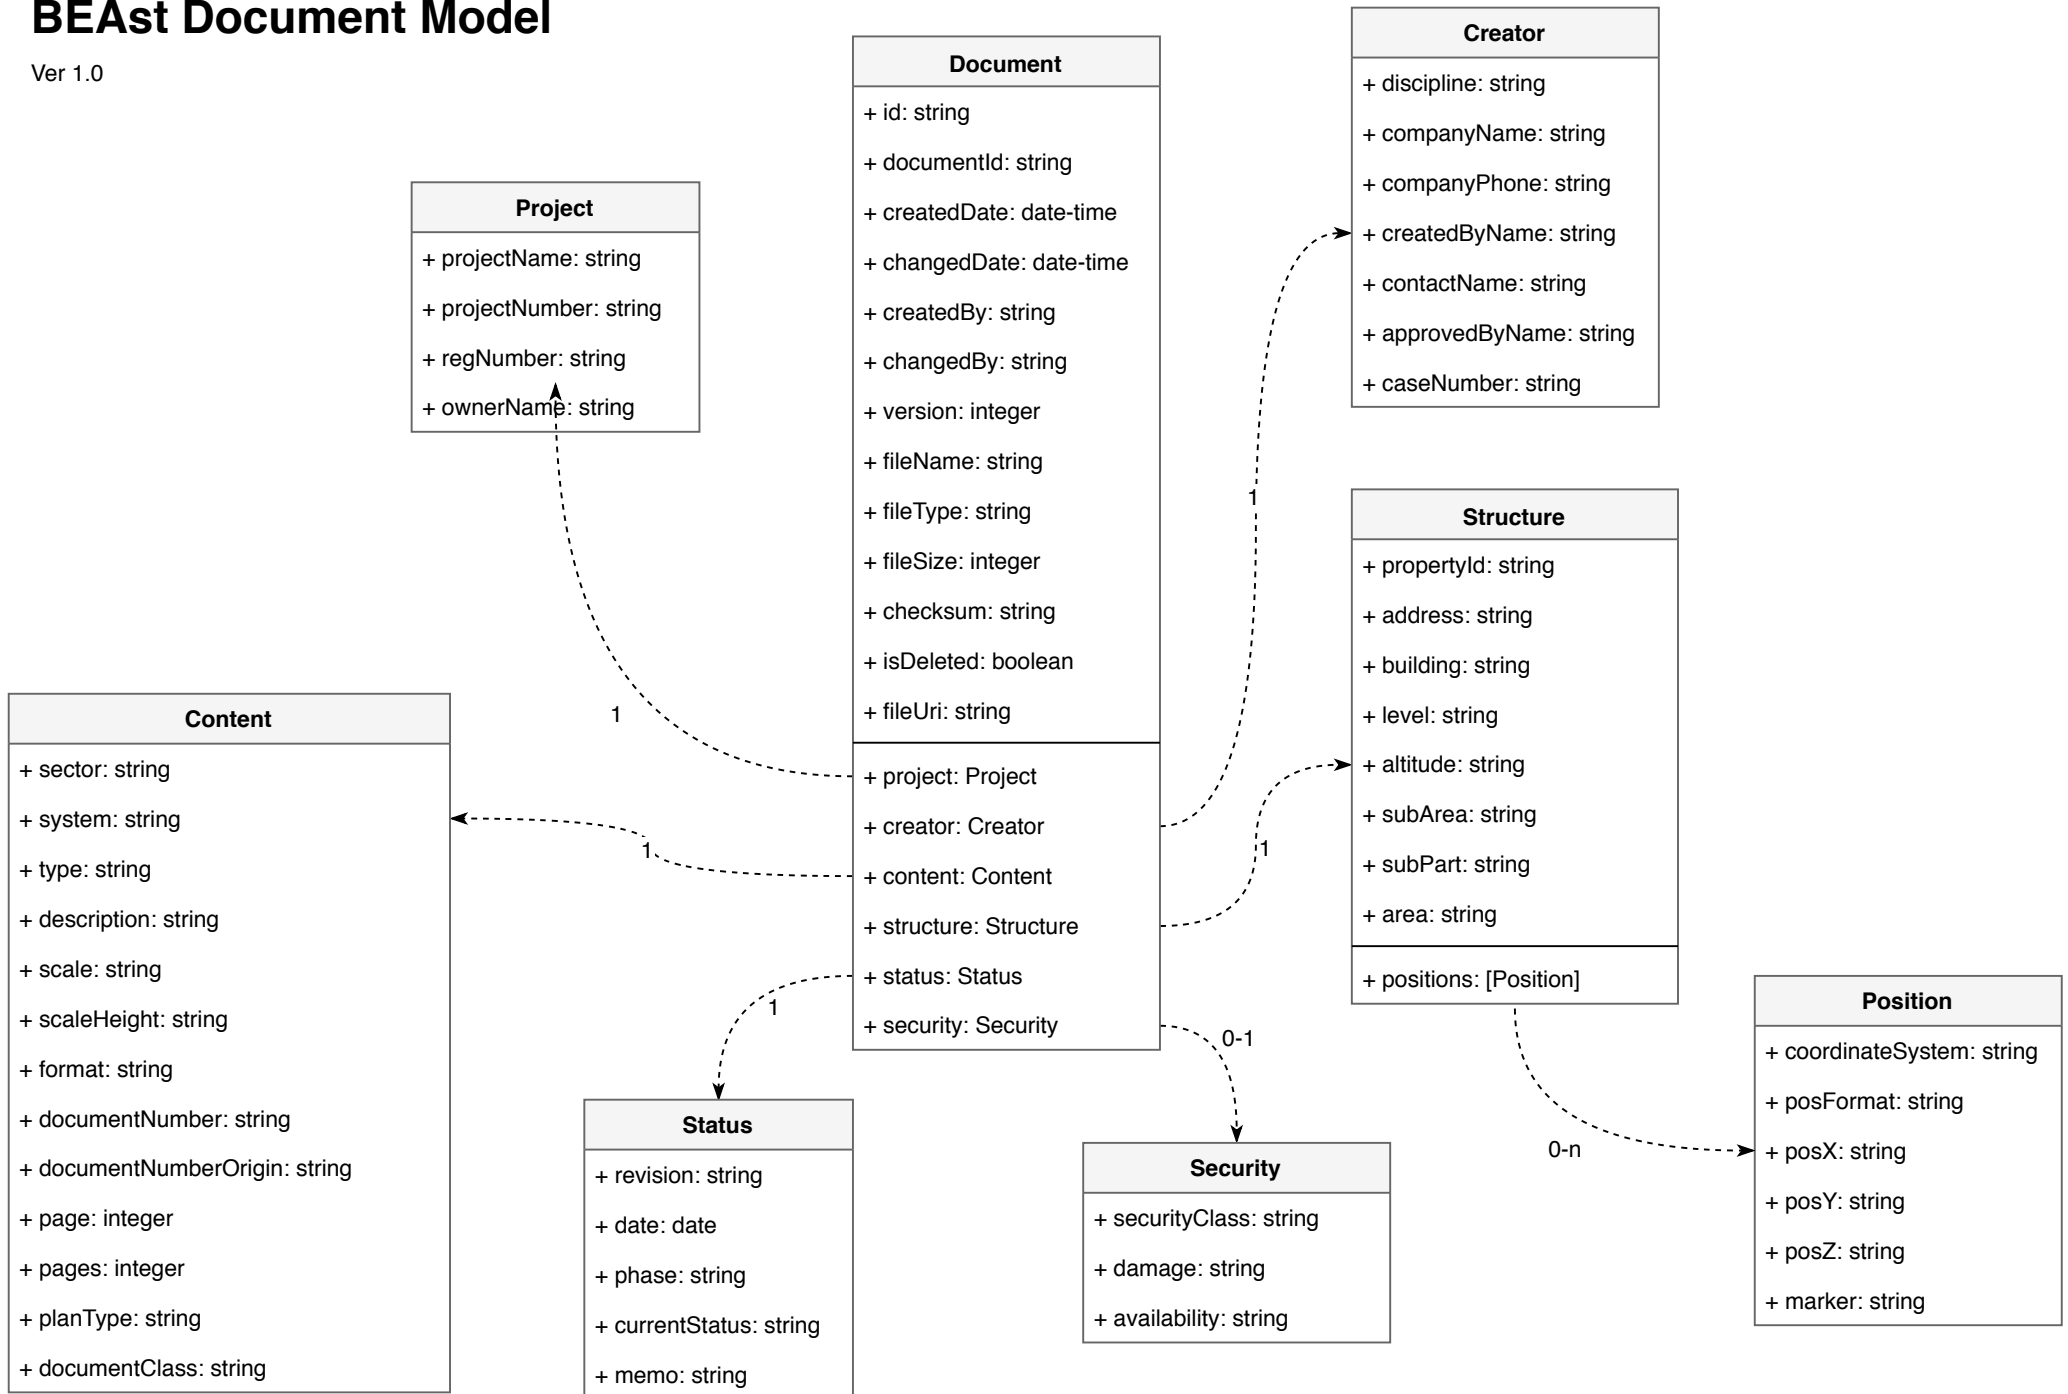 BEAst Document Model
Ver 1.0
Project
+ projectName: string
+ projectNumber: string
+ regNumber: string
+ ownerName: string
Content
+ sector: string
+ system: string
+ type: string
+ description: string
+ scale: string
+ scaleHeight: string
+ format: string
+ documentNumber: string
+ documentNumberOrigin: string
+ page: integer
+ pages: integer
+ planType: string
+ documentClass: string
Document
+ id: string
+ documentId: string
+ createdDate: date-time
+ changedDate: date-time
+ createdBy: string
+ changedBy: string
+ version: integer
+ fileName: string
+ fileType: string
+ fileSize: integer
+ checksum: string
+ isDeleted: boolean
+ fileUri: string
+ project: Project
+ creator: Creator
+ content: Content
+ structure: Structure
+ status: Status
+ security: Security
1
1
1
1
1
0-1
0-n
Status
+ revision: string
+ date: date
+ phase: string
+ currentStatus: string
+ memo: string
Security
+ securityClass: string
+ damage: string
+ availability: string
Creator
+ discipline: string
+ companyName: string
+ companyPhone: string
+ createdByName: string
+ contactName: string
+ approvedByName: string
+ caseNumber: string
Structure
+ propertyId: string
+ address: string
+ building: string
+ level: string
+ altitude: string
+ subArea: string
+ subPart: string
+ area: string
+ positions: [Position]
Position
+ coordinateSystem: string
+ posFormat: string
+ posX: string
+ posY: string
+ posZ: string
+ marker: string